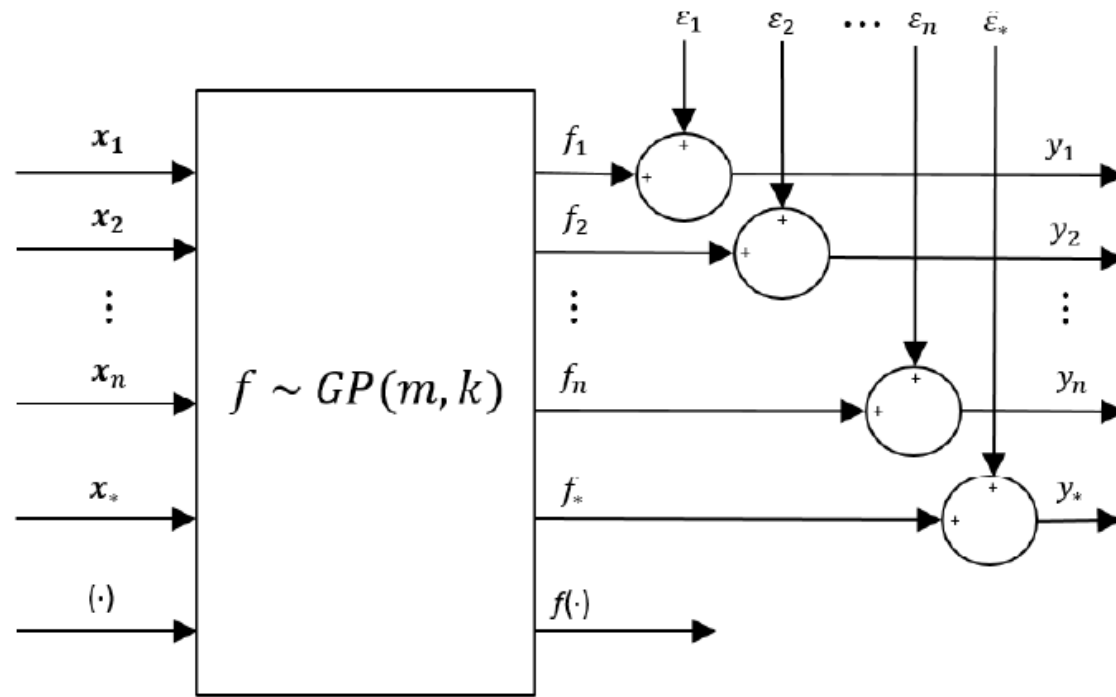 ε₁ ε₂ ⋯ εₙ ε̃₊
𝒙₁ f₁ + + y₁
𝒙₂ f₂ + + y₂
⋮ ⋮ ⋮
𝒙ₙ f ~ GP(m, k) fₙ + + yₙ
𝒙* f* + + y*
(·) f(·)